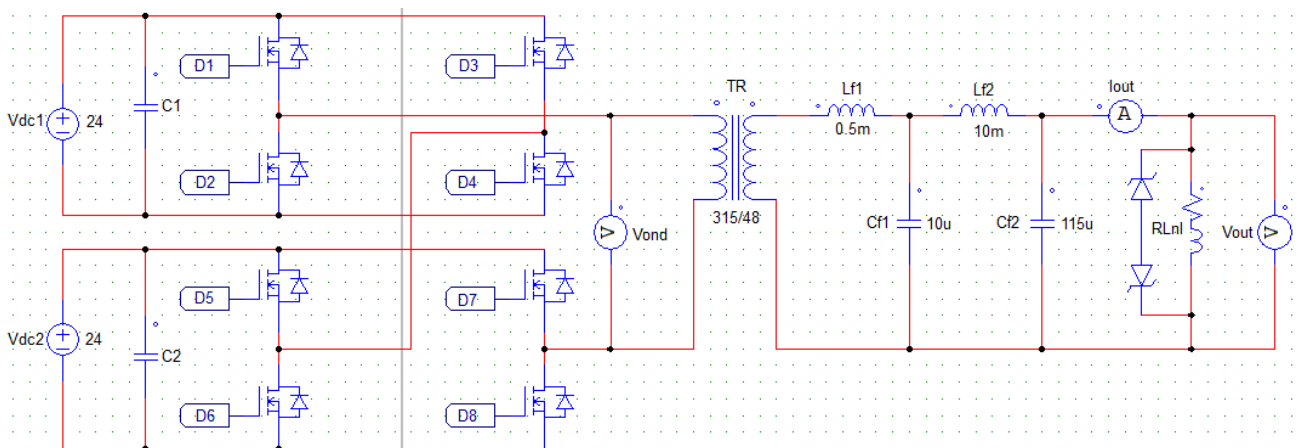 D1
D3
TR
Lf1
Lf2
Iout
Vdc1
24
C1
0.5m
10m
A
D2
D4
315/48
V
Vond
Cf1
10u
Cf2
115u
RLnl
Vout
V
D5
D7
Vdc2
24
C2
D6
D8